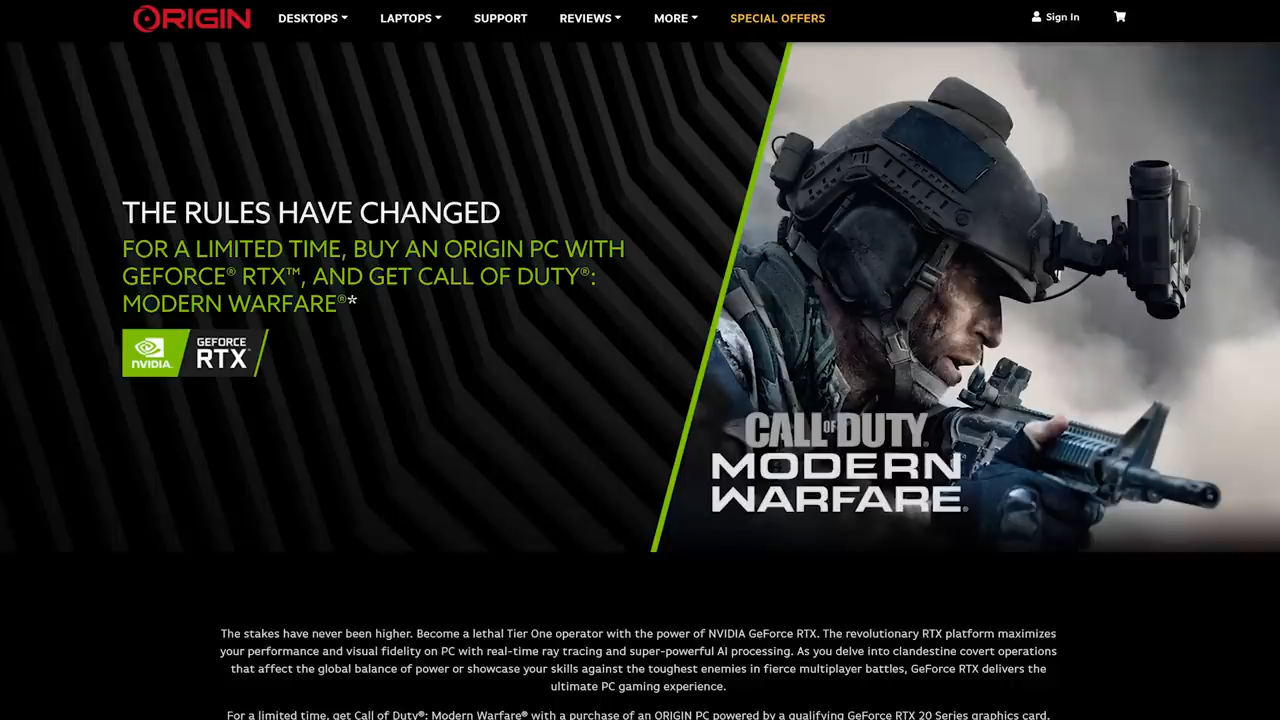 ORIGIN DESKTOPS LAPTOPS SUPPORT REVIEWS MORE SPECIAL OFFERS Sign In
THE RULES HAVE CHANGED
FOR A LIMITED TIME, BUY AN ORIGIN PC WITH
GEFORCE® RTX™, AND GET CALL OF DUTY®:
MODERN WARFARE®*
NVIDIA. GEFORCE
RTX™
CALL OF DUTY®
MODERN
WARFARE®
The stakes have never been higher. Become a lethal Tier One operator with the power of NVIDIA GeForce RTX. The revolutionary RTX platform maximizes
your performance and visual fidelity on PC with real-time ray tracing and super-powerful AI processing. As you delve into clandestine covert operations
that affect the global balance of power or showcase your skills against the toughest enemies in fierce multiplayer battles, GeForce RTX delivers the
ultimate PC gaming experience.
For a limited time, get Call of Duty®: Modern Warfare® with a purchase of an ORIGIN PC powered by a qualifying GeForce RTX 20 Series graphics card.